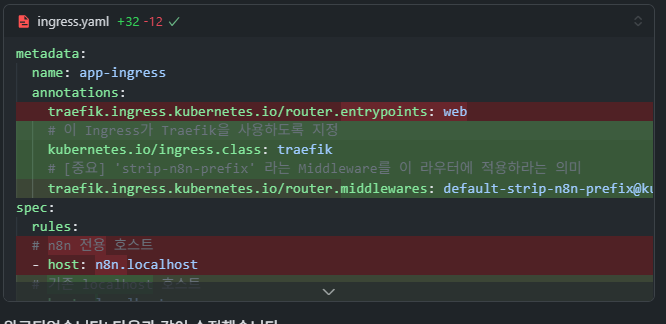 ingress.yaml +32 -12
metadata:
name: app-ingress
annotations:
traefik.ingress.kubernetes.io/router.entrypoints: web
# 이 Ingress가 Traefik을 사용하도록 지정
kubernetes.io/ingress.class: traefik
# [중요] 'strip-n8n-prefix' 라는 Middleware를 이 라우터에 적용하라는 의미
traefik.ingress.kubernetes.io/router.middlewares: default-strip-n8n-prefix@ku
spec:
rules:
# n8n 전용 호스트
- host: n8n.localhost
# 기존 localhost 호스트